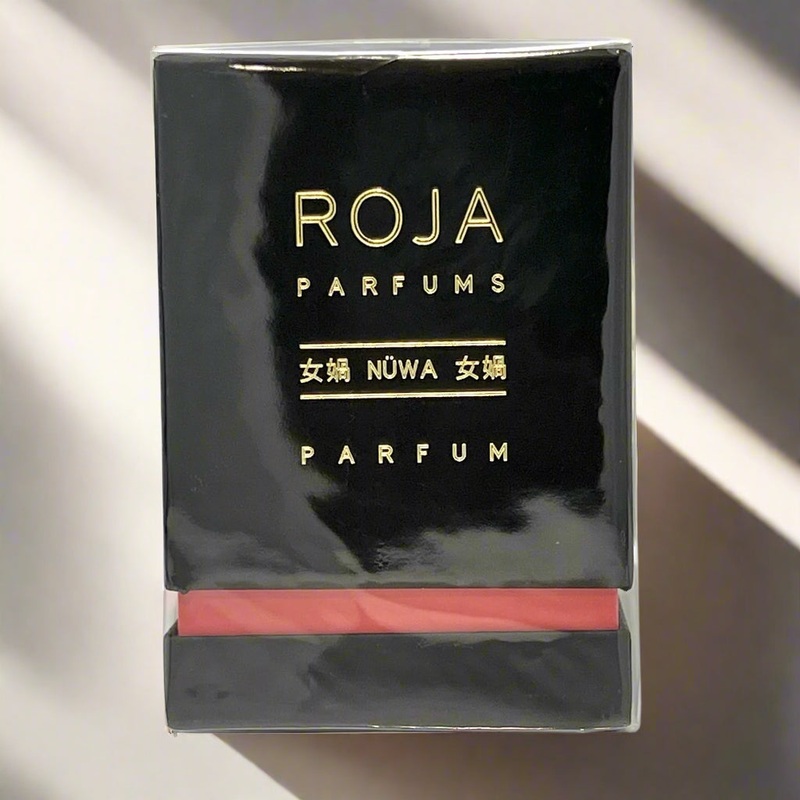 ROJA
PARFUMS
女媧 NÜWA 女媧
PARFUM